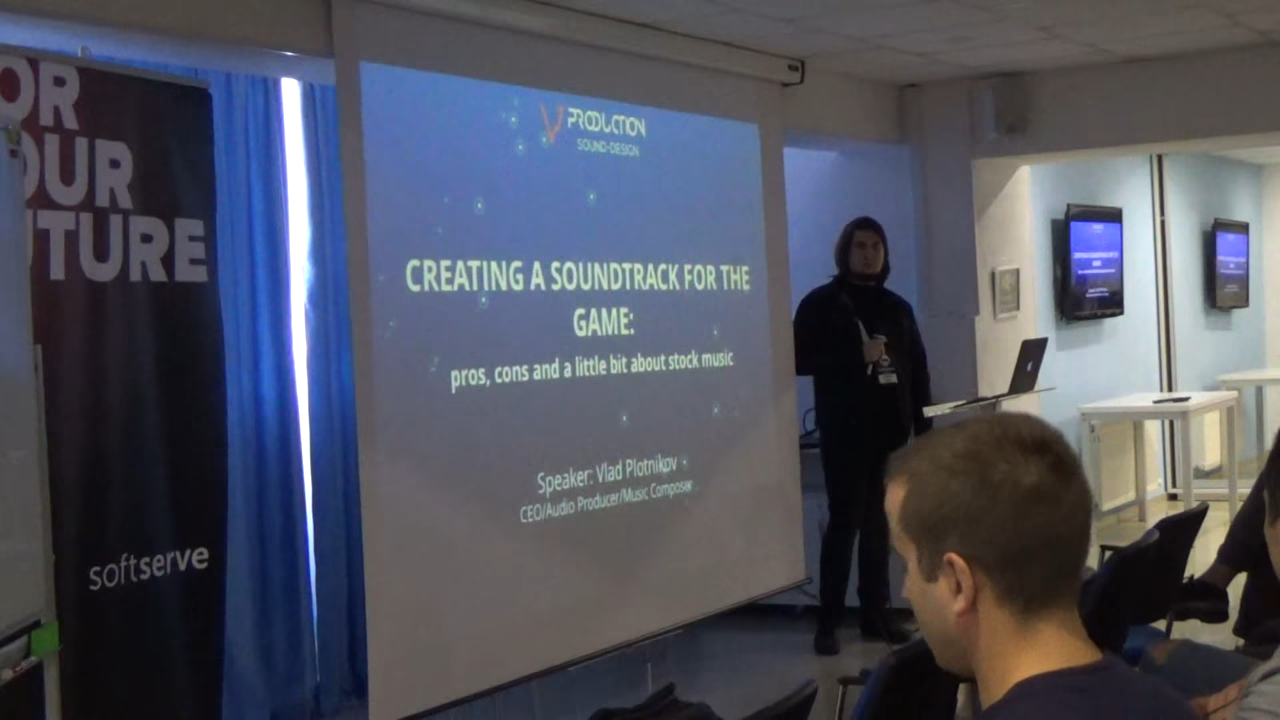 OR
OUR
UTURE
softserve
V PRODUCTION
SOUND-DESIGN
CREATING A SOUNDTRACK FOR THE
GAME:
pros, cons and a little bit about stock music
Speaker: Vlad Plotnikov
CEO/Audio Producer/Music Composer